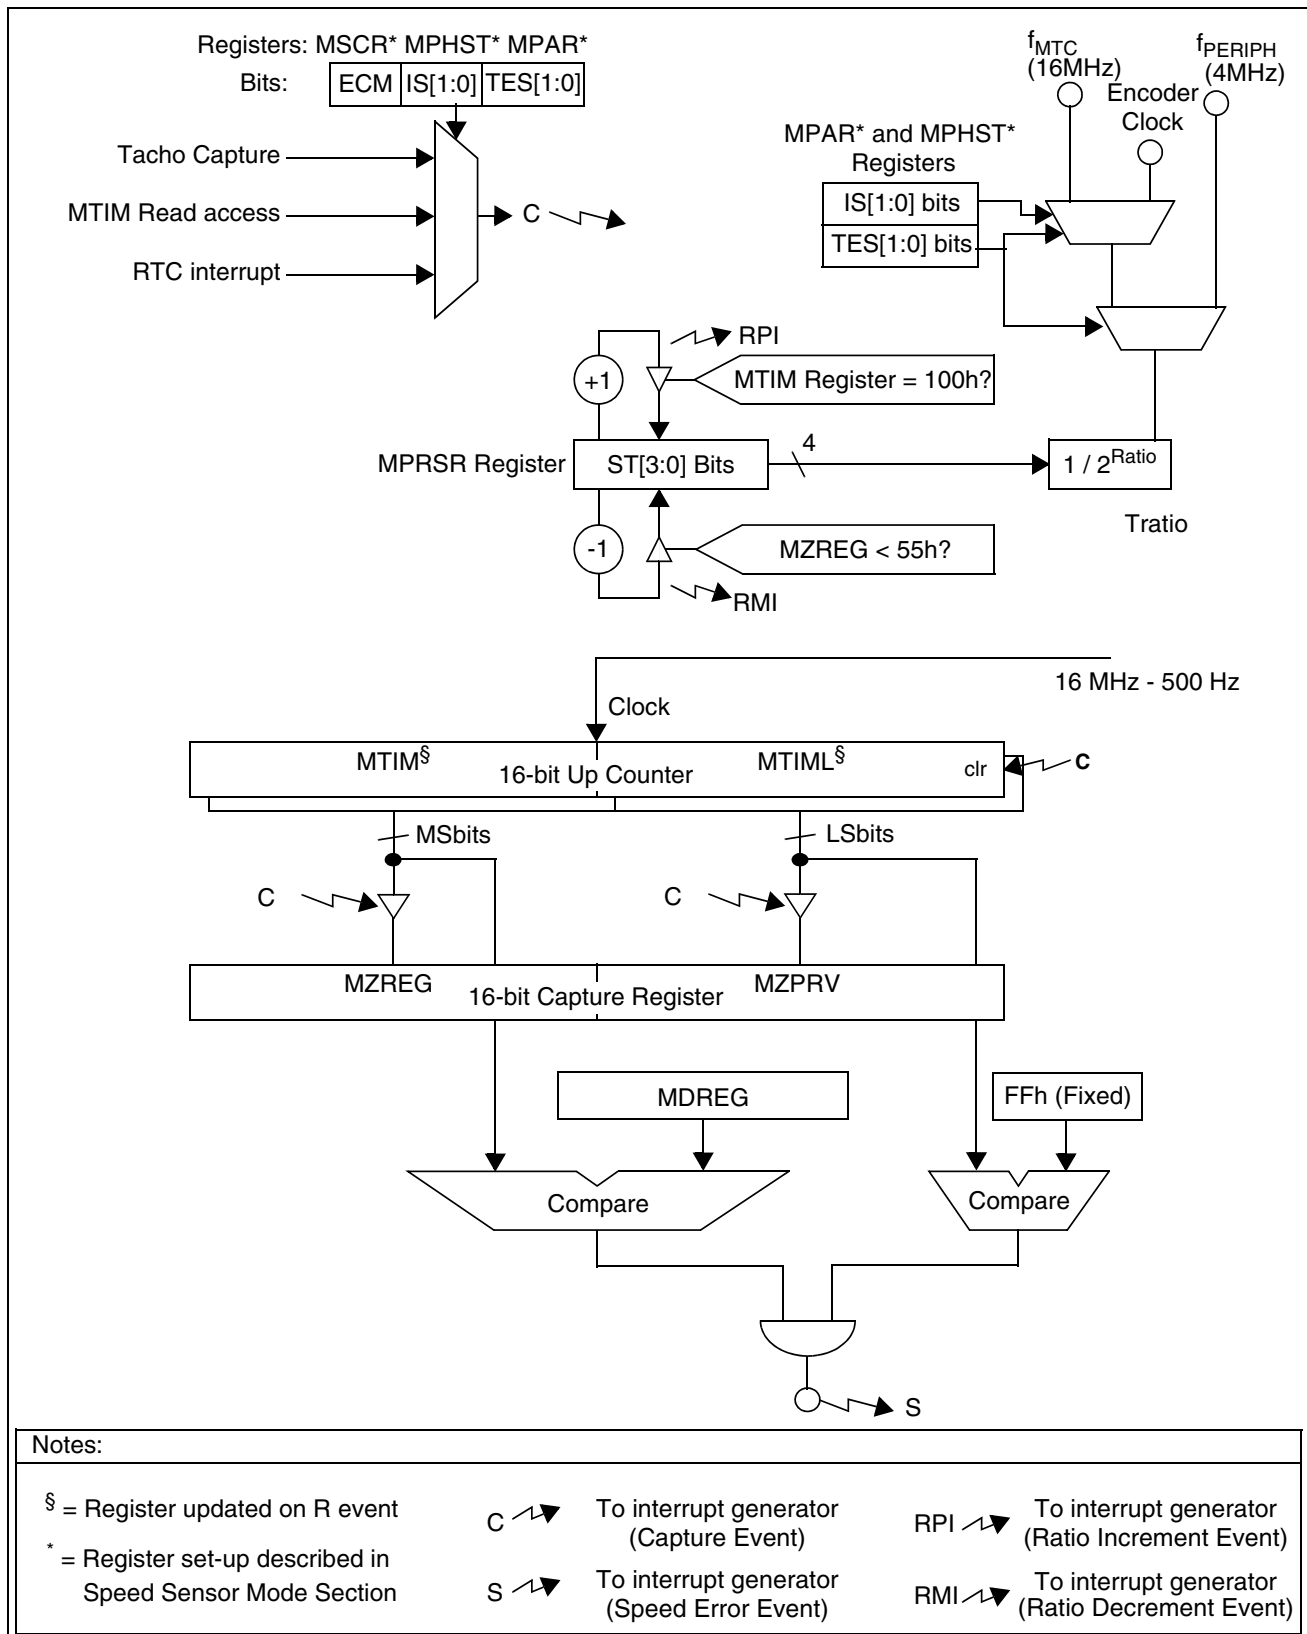 Registers: MSCR* MPHST* MPAR*
Bits: ECM IS[1:0] TES[1:0]
Tacho Capture
MTIM Read access
RTC interrupt
C
fMTC
(16MHz)
fPERIPH
(4MHz)
Encoder
Clock
MPAR* and MPHST*
Registers
IS[1:0] bits
TES[1:0] bits
RPI
+1
MTIM Register = 100h?
MPRSR Register
ST[3:0] Bits
4
1 / 2^Ratio
Tratio
-1
MZREG < 55h?
RMI
16 MHz - 500 Hz
Clock
MTIM§
MTIML§
16-bit Up Counter
clr
C
MSbits
LSbits
C
C
MZREG
MZPRV
16-bit Capture Register
MDREG
FFh (Fixed)
Compare
Compare
S
Notes:
§ = Register updated on R event
* = Register set-up described in
Speed Sensor Mode Section
C
To interrupt generator
(Capture Event)
S
To interrupt generator
(Speed Error Event)
RPI
To interrupt generator
(Ratio Increment Event)
RMI
To interrupt generator
(Ratio Decrement Event)